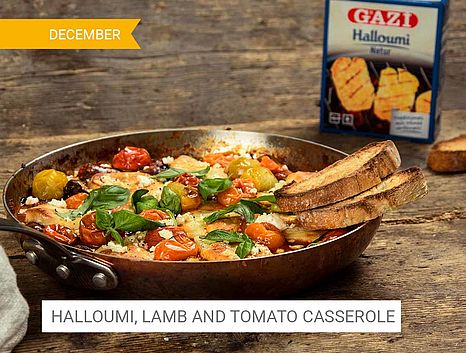 DECEMBER
GAZi
Halloumi
Natur
HALLOUMI, LAMB AND TOMATO CASSEROLE